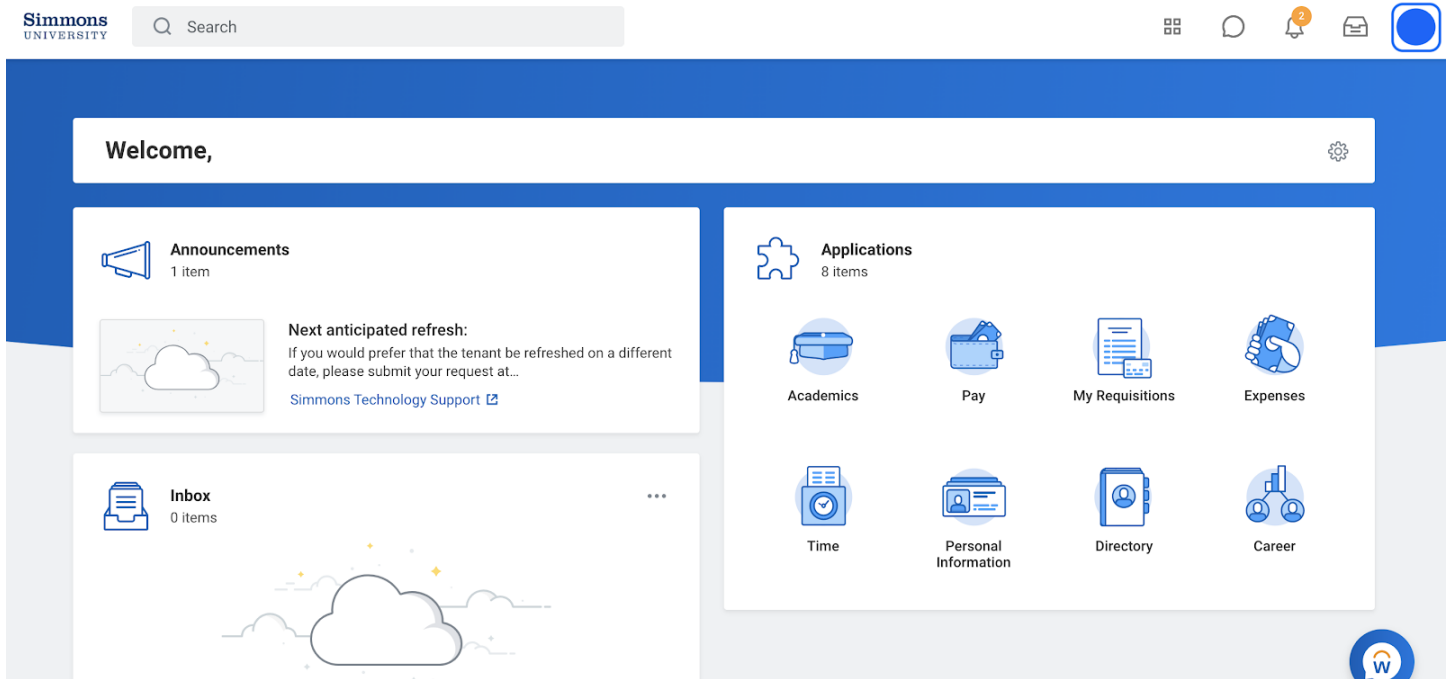 Simmons
UNIVERSITY
Search
2
Welcome,
Announcements
1 item
Next anticipated refresh:
If you would prefer that the tenant be refreshed on a different
date, please submit your request at...
Simmons Technology Support
Inbox
0 items
Applications
8 items
Academics
Pay
My Requisitions
Expenses
Time
Personal
Information
Directory
Career
W